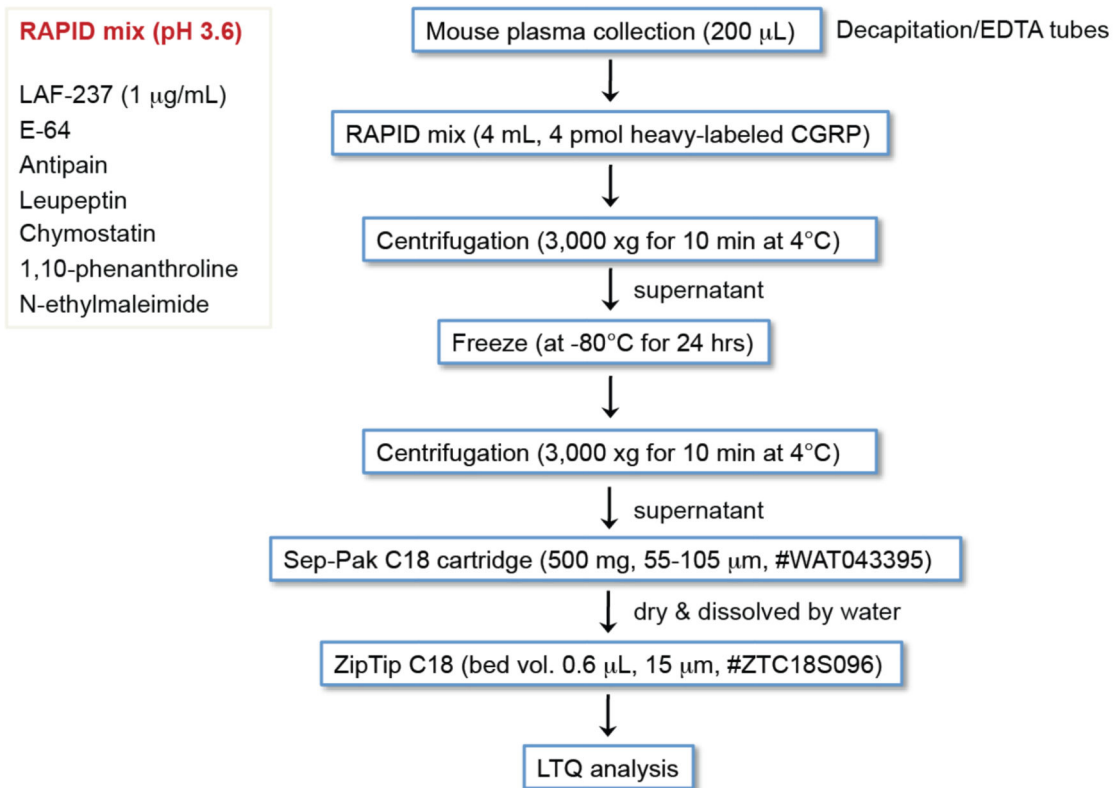 RAPID mix (pH 3.6)
LAF-237 (1 μg/mL)
E-64
Antipain
Leupeptin
Chymostatin
1,10-phenanthroline
N-ethylmaleimide
Mouse plasma collection (200 μL)
Decapitation/EDTA tubes
RAPID mix (4 mL, 4 pmol heavy-labeled CGRP)
Centrifugation (3,000 xg for 10 min at 4°C)
supernatant
Freeze (at -80°C for 24 hrs)
Centrifugation (3,000 xg for 10 min at 4°C)
supernatant
Sep-Pak C18 cartridge (500 mg, 55-105 μm, #WAT043395)
dry & dissolved by water
ZipTip C18 (bed vol. 0.6 μL, 15 μm, #ZTC18S096)
LTQ analysis